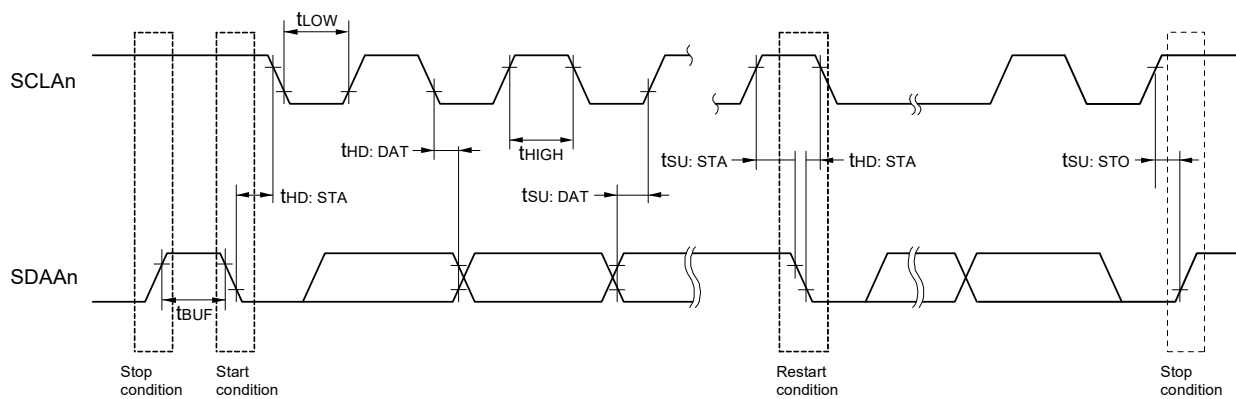 tLOW
SCLAn
tHD: DAT
tHIGH
tSU: STA
tHD: STA
tSU: STO
tHD: STA
tSU: DAT
SDAAn
tBUF
Stop
condition
Start
condition
Restart
condition
Stop
condition